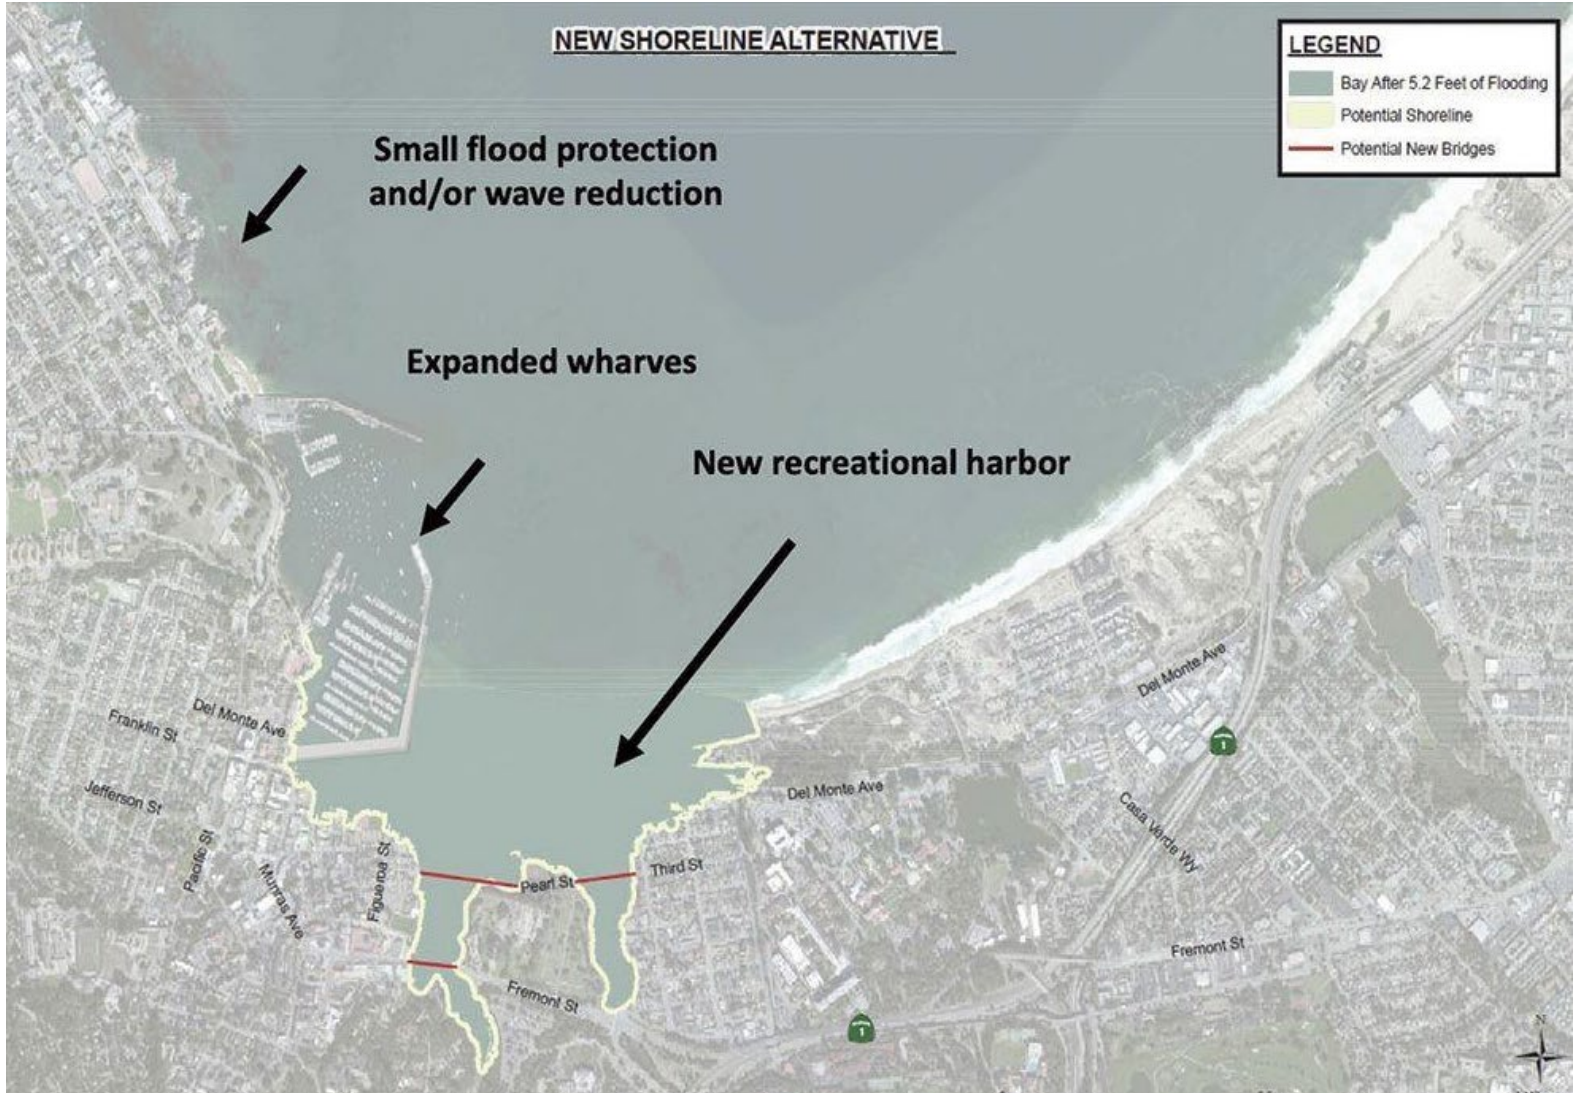 NEW SHORELINE ALTERNATIVE
LEGEND
Bay After 5.2 Feet of Flooding
Potential Shoreline
Potential New Bridges
Small flood protection
and/or wave reduction
Expanded wharves
New recreational harbor
Del Monte Ave
Del Monte Ave
Franklin St
1
Jefferson St
Del Monte Ave
Casa Verde Wy
Pacific St
Munras Ave
Figueroa St
Pearl St
Third St
Fremont St
Fremont St
1
N